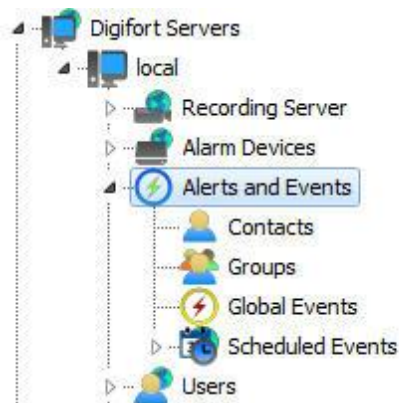 Digifort Servers
local
Recording Server
Alarm Devices
Alerts and Events
Contacts
Groups
Global Events
Scheduled Events
Users